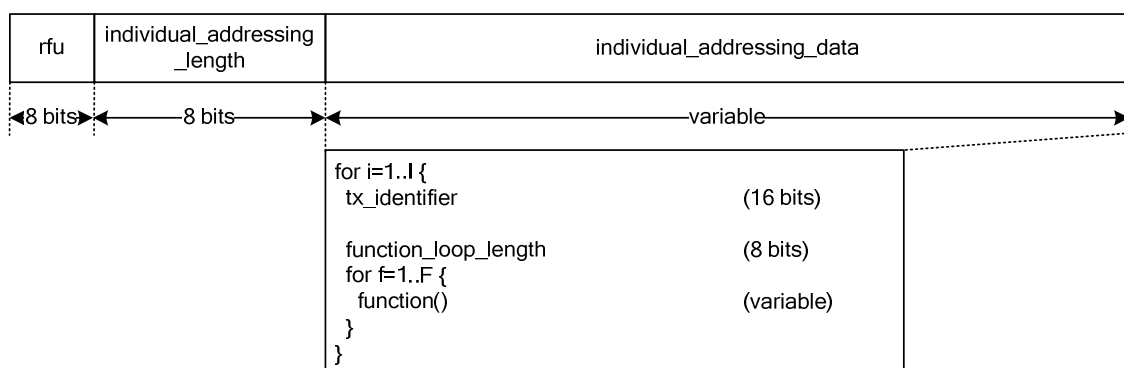 rfu
individual_addressing
_length
individual_addressing_data
8 bits
8 bits
variable
for i=1..I {
tx_identifier (16 bits)
function_loop_length (8 bits)
for f=1..F {
function() (variable)
}
}